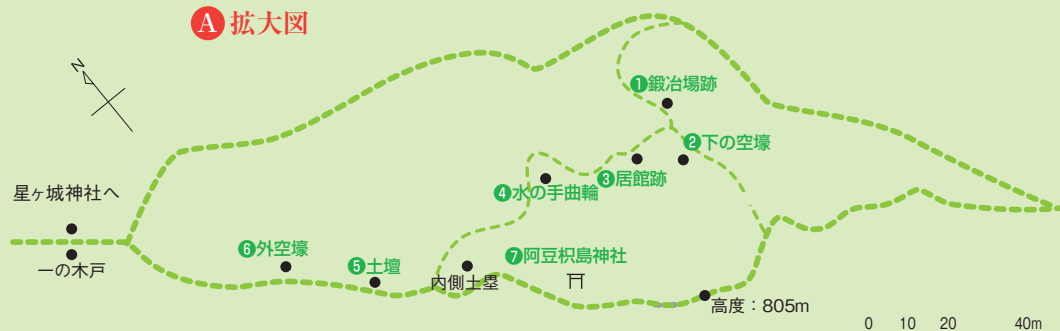 A 拡大図
N
❶鍛冶場跡
❷下の空壕
❸居館跡
❹水の手曲輪
星ヶ城神社へ
一の木戸
❻外空壕
❺土壇
内側土塁
❼阿豆枳島神社
高度：805m
0 10 20 40m